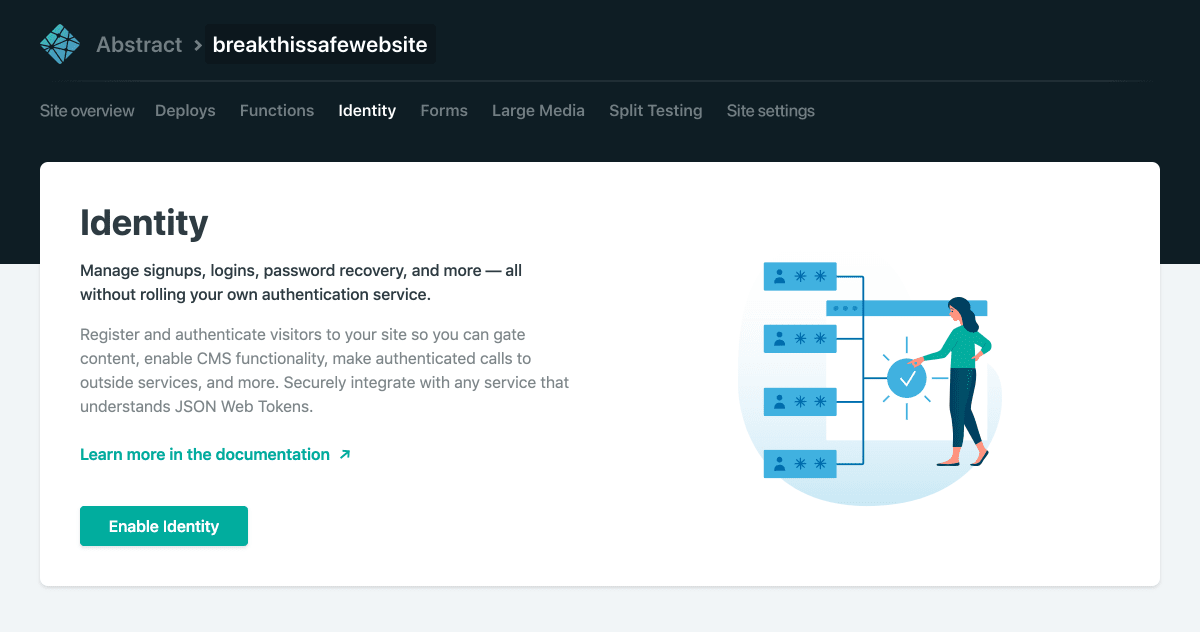 Abstract > breakthissafewebsite
Site overview Deploys Functions Identity Forms Large Media Split Testing Site settings
Identity
Manage signups, logins, password recovery, and more — all
without rolling your own authentication service.
Register and authenticate visitors to your site so you can gate
content, enable CMS functionality, make authenticated calls to
outside services, and more. Securely integrate with any service that
understands JSON Web Tokens.
Learn more in the documentation ↗
Enable Identity